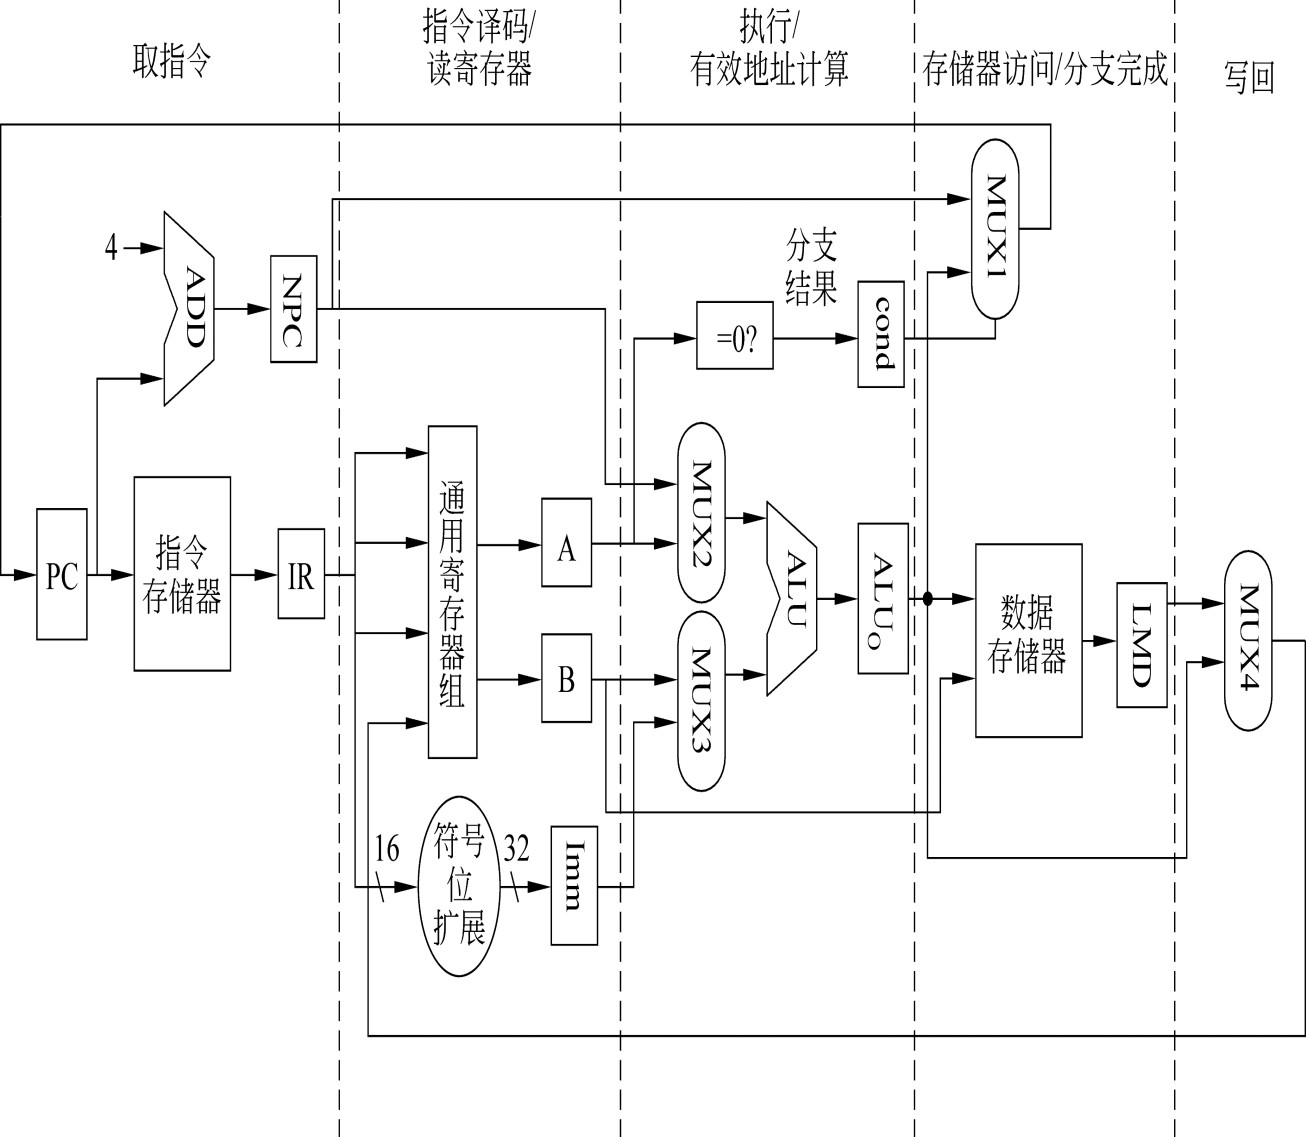 取指令
指令译码/
读寄存器
执行/
有效地址计算
存储器访问/分支完成
写回
4
ADD
NPC
分支
结果
=0?
cond
MUX1
PC
指令
存储器
IR
通用寄存器组
A
B
MUX2
MUX3
ALU
ALUo
数据
存储器
LMD
MUX4
16
符号
位
扩展
32
Imm